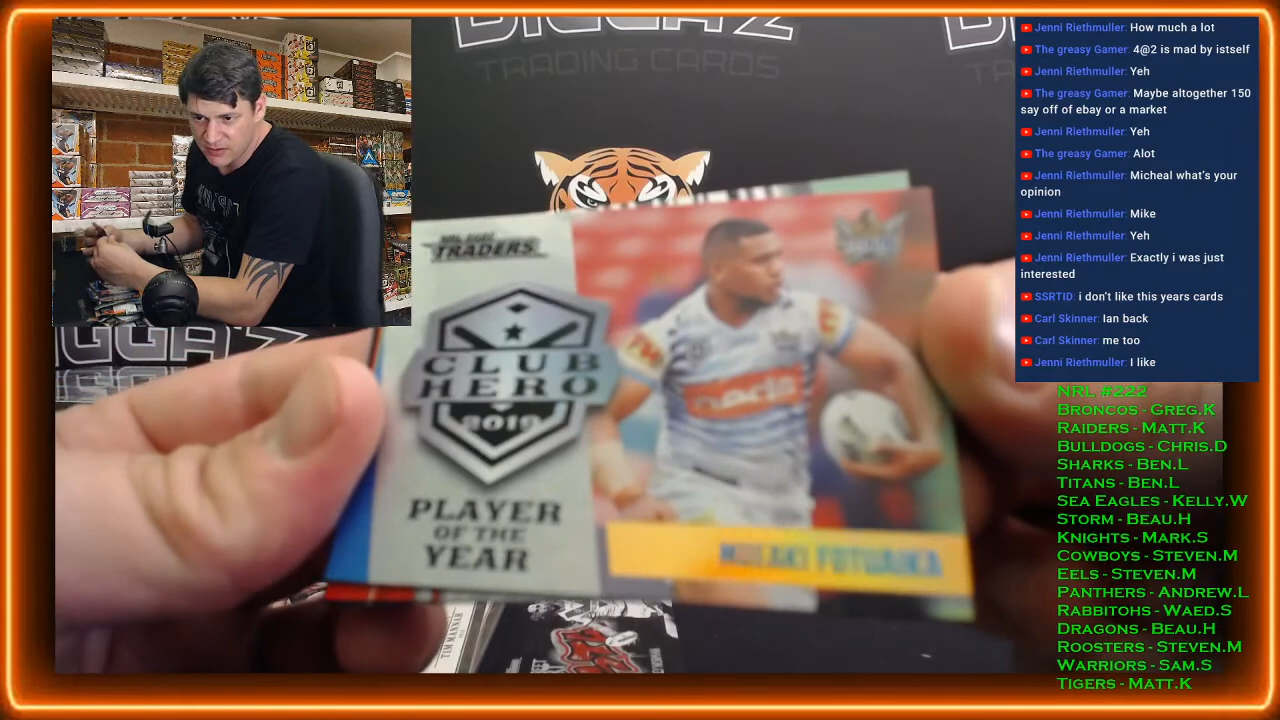 BIGGA'Z
TRADING CARDS
Jenni Riethmuller: How much a lot
The greasy Gamer: 4@2 is mad by istself
Jenni Riethmuller: Yeh
The greasy Gamer: Maybe altogether 150
say off of ebay or a market
Jenni Riethmuller: Yeh
The greasy Gamer: Alot
Jenni Riethmuller: Micheal what's your
opinion
Jenni Riethmuller: Mike
Jenni Riethmuller: Yeh
Jenni Riethmuller: Exactly i was just
interested
SSRTID: i don't like this years cards
Carl Skinner: Ian back
Carl Skinner: me too
Jenni Riethmuller: I like
TRADERS
CLUB
HERO
2019
PLAYER
OF THE
YEAR
TIM MANNAH
NRL #222
BRONCOS - GREG.K
RAIDERS - MATT.K
BULLDOGS - CHRIS.D
SHARKS - BEN.L
TITANS - BEN.L
SEA EAGLES - KELLY.W
STORM - BEAU.H
KNIGHTS - MARK.S
COWBOYS - STEVEN.M
EELS - STEVEN.M
PANTHERS - ANDREW.L
RABBITOHS - WAED.S
DRAGONS - BEAU.H
ROOSTERS - STEVEN.M
WARRIORS - SAM.S
TIGERS - MATT.K